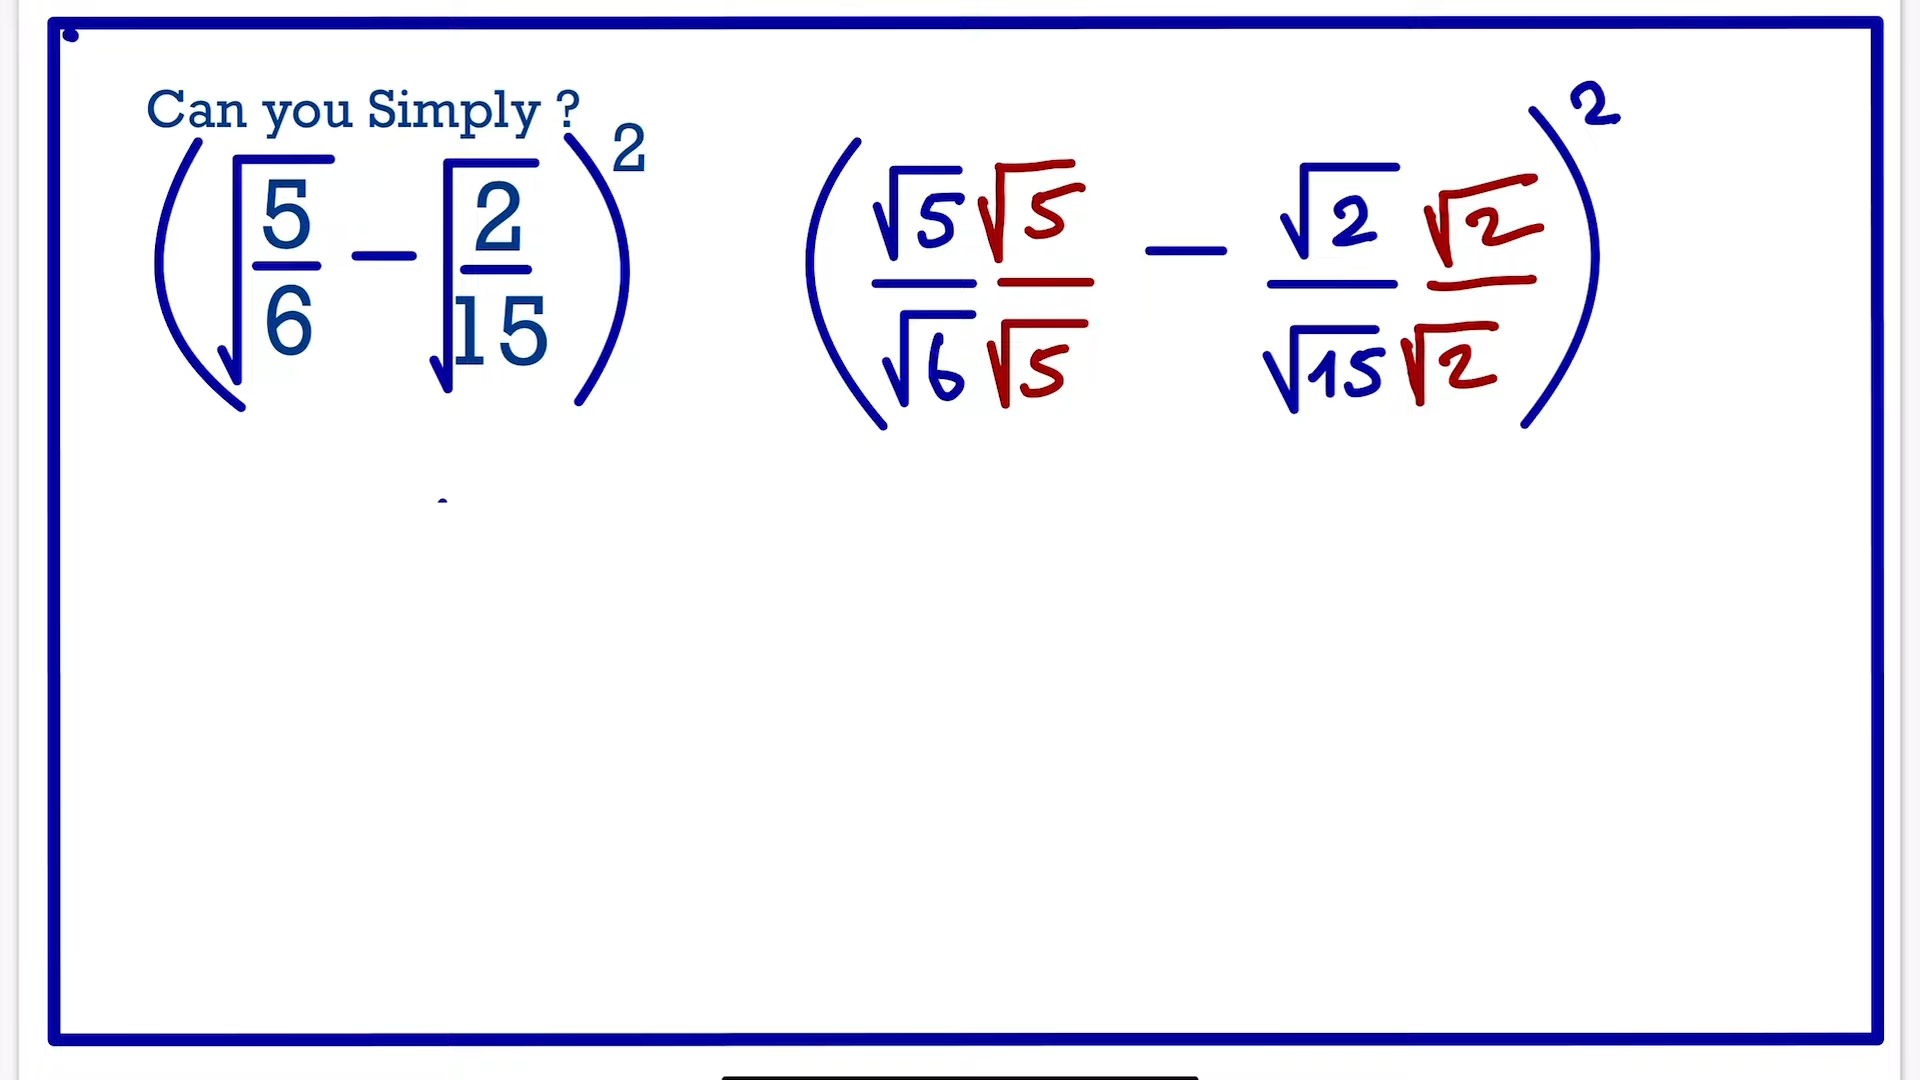 Can you Simply ?
(√(5/6) − √(2/15))²
(√5 √5 / √6 √5 − √2 √2 / √15 √2)²